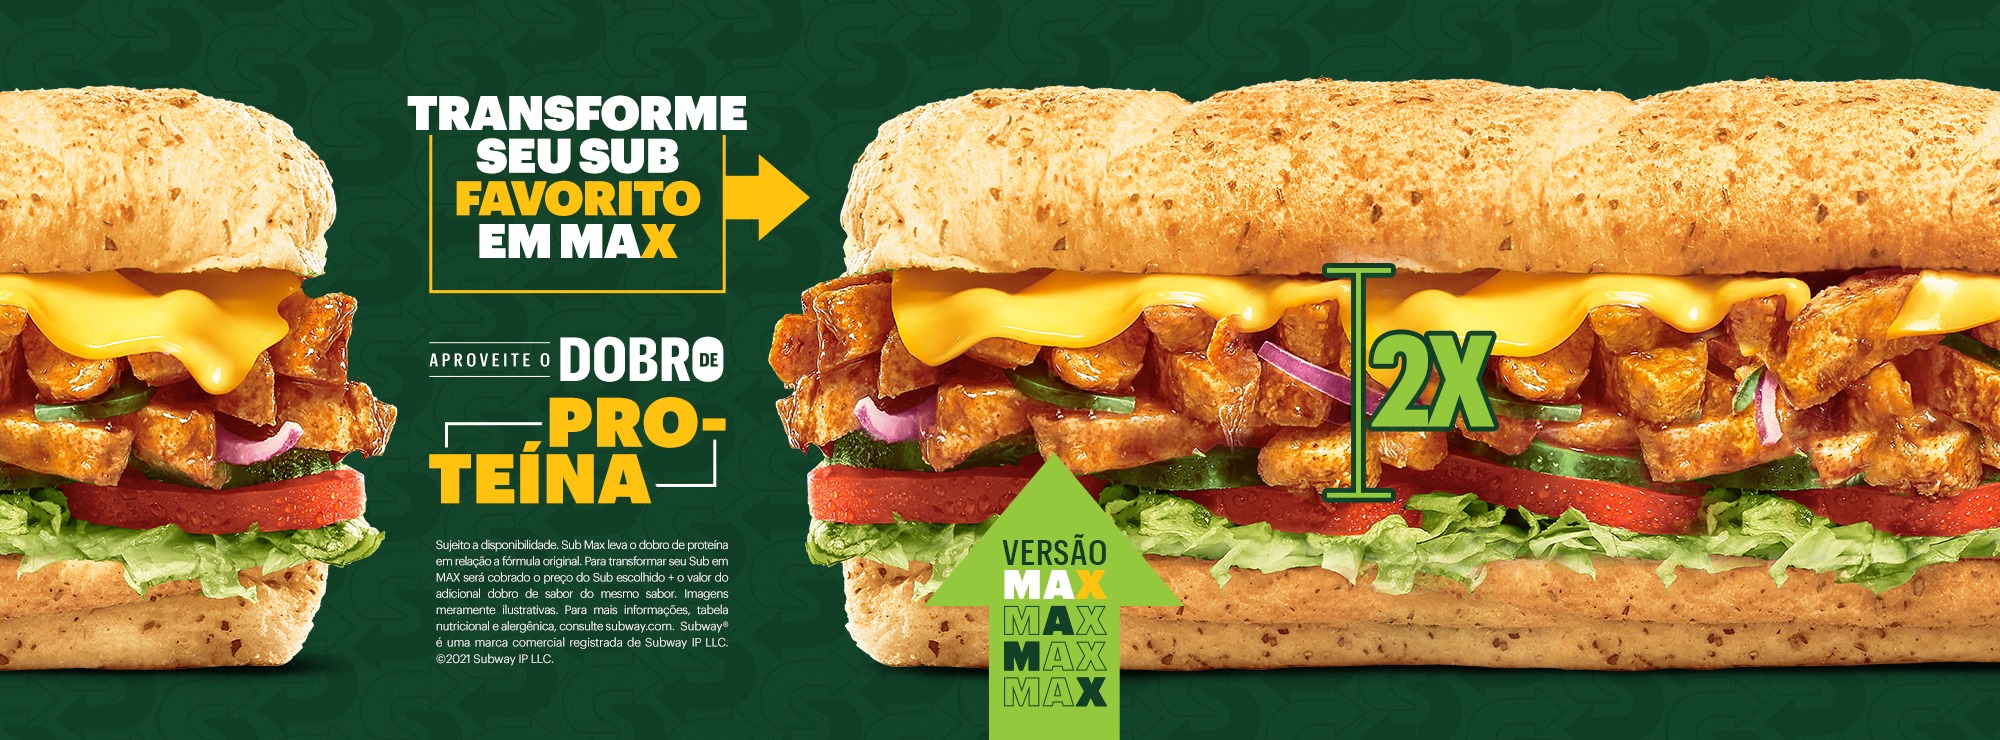 TRANSFORME
SEU SUB
FAVORITO
EM MAX
APROVEITE O DOBRO DE
PRO-
TEÍNA
Sujeito a disponibilidade. Sub Max leva o dobro de proteína
em relação a fórmula original. Para transformar seu Sub em
MAX será cobrado o preço do Sub escolhido + o valor do
adicional dobro de sabor do mesmo sabor. Imagens
meramente ilustrativas. Para mais informações, tabela
nutricional e alergênica, consulte subway.com. Subway®
é uma marca comercial registrada de Subway IP LLC.
©2021 Subway IP LLC.
2X
VERSÃO
MAX
MAX
MAX
MAX